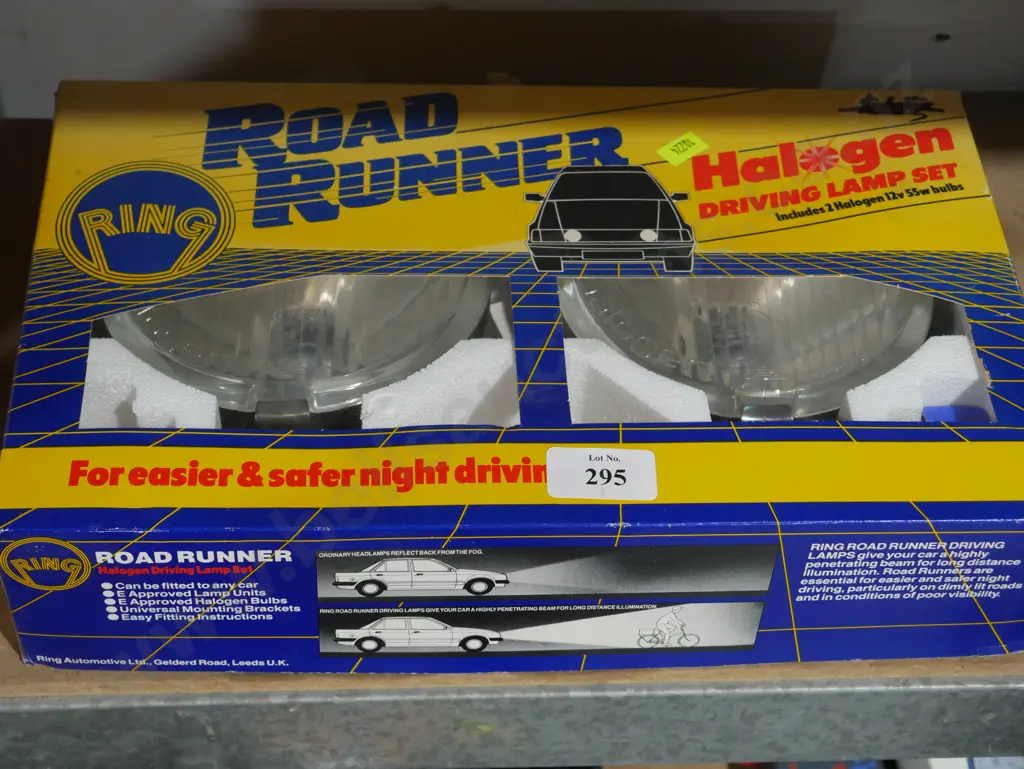 ROAD
RUNNER
RING
10224
Halogen
DRIVING LAMP SET
Includes 2 Halogen 12v 55w bulbs
For easier & safer night drivin
Lot No.
295
RING
ROAD RUNNER
Halogen Driving Lamp Set
● Can be fitted to any car
● E Approved Lamp Units
● E Approved Halogen Bulbs
● Universal Mounting Brackets
● Easy Fitting Instructions
Ring Automotive Ltd., Gelderd Road, Leeds U.K.
ORDINARY HEADLAMPS REFLECT BACK FROM THE FOG.
RING ROAD RUNNER DRIVING LAMPS GIVE YOUR CAR A HIGHLY PENETRATING BEAM FOR LONG DISTANCE ILLUMINATION.
RING ROAD RUNNER DRIVING
LAMPS give your car a highly
penetrating beam for long distance
illumination. Road Runners are
essential for easier and safer night
driving, particularly on dimly lit roads
and in conditions of poor visibility.